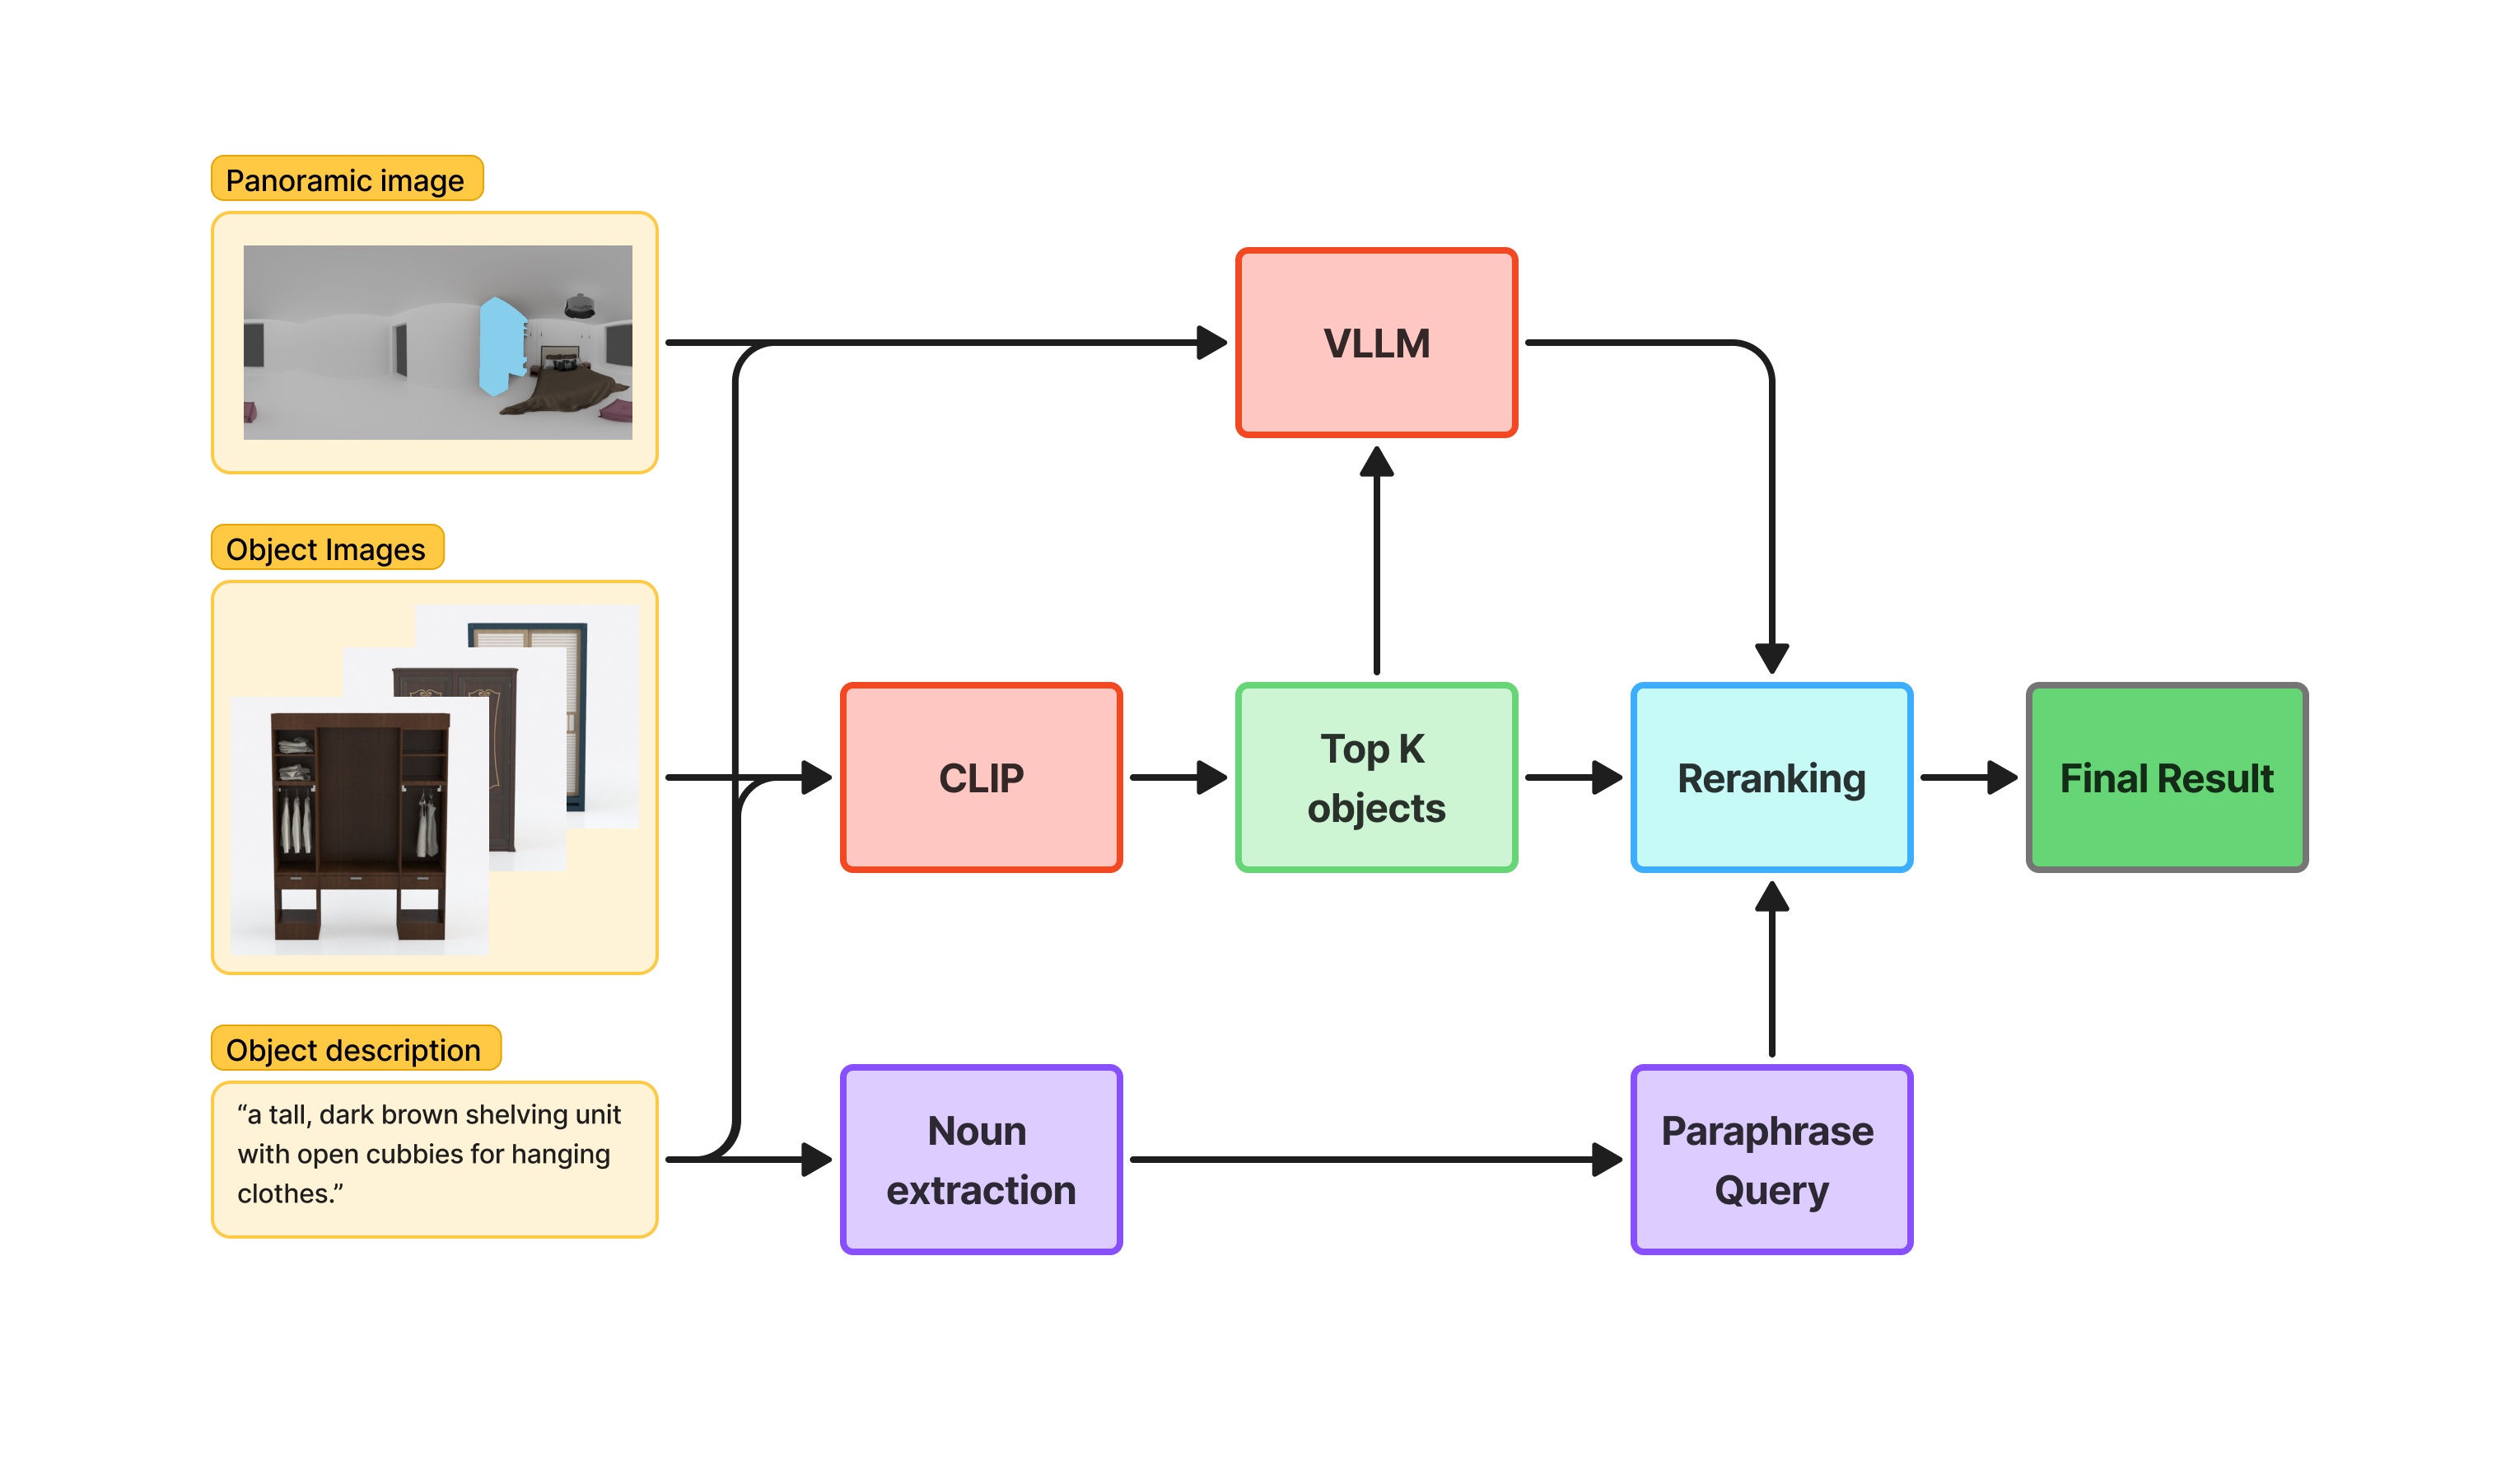 Panoramic image
VLLM
Object Images
CLIP
Top K
objects
Reranking
Final Result
Object description
“a tall, dark brown shelving unit
with open cubbies for hanging
clothes.”
Noun
extraction
Paraphrase
Query